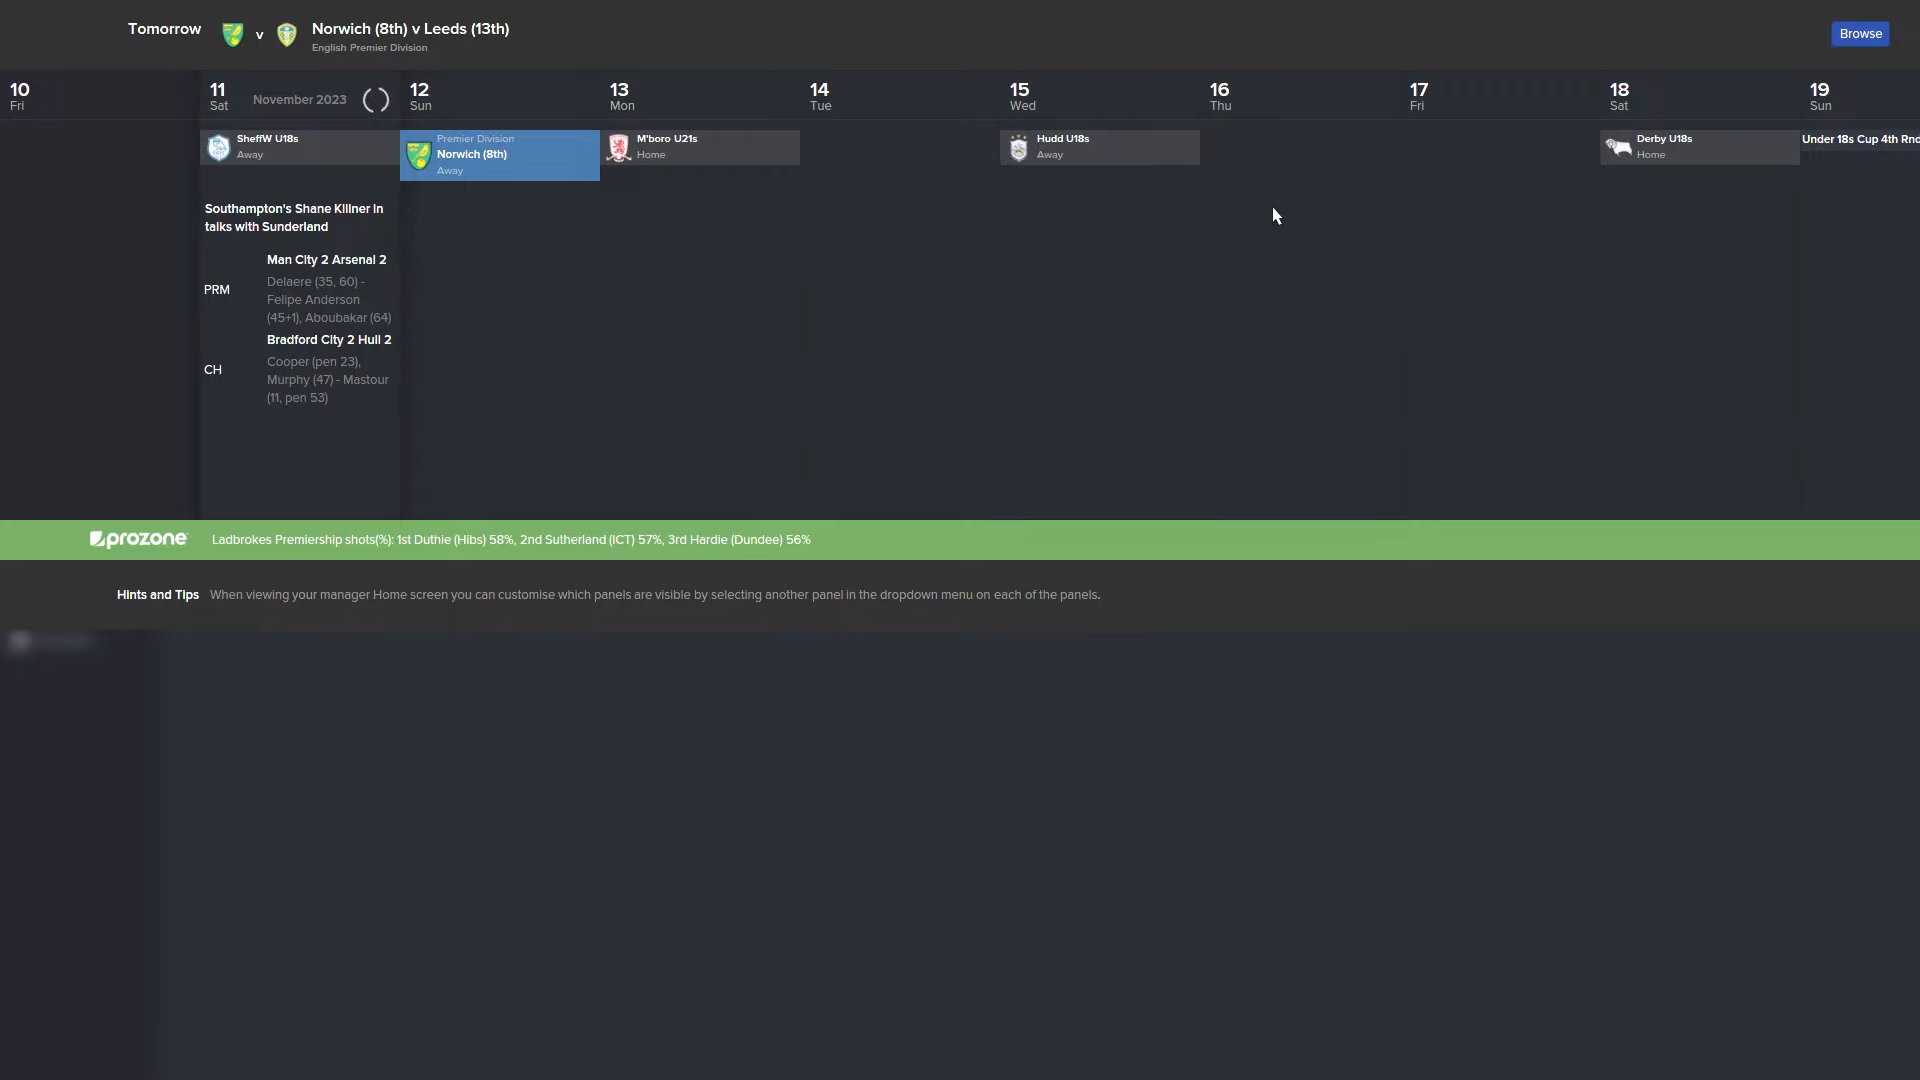 Tomorrow
v
Norwich (8th) v Leeds (13th)
English Premier Division
Browse
10
Fri
11
Sat
November 2023
12
Sun
13
Mon
14
Tue
15
Wed
16
Thu
17
Fri
18
Sat
19
Sun
SheffW U18s
Away
Premier Division
Norwich (8th)
Away
M'boro U21s
Home
Hudd U18s
Away
Derby U18s
Home
Under 18s Cup 4th Rnd
Southampton's Shane Killner in
talks with Sunderland
PRM
Man City 2 Arsenal 2
Delaere (35, 60) -
Felipe Anderson
(45+1), Aboubakar (64)
CH
Bradford City 2 Hull 2
Cooper (pen 23),
Murphy (47) - Mastour
(11, pen 53)
prozone
Ladbrokes Premiership shots(%): 1st Duthie (Hibs) 58%, 2nd Sutherland (ICT) 57%, 3rd Hardie (Dundee) 56%
Hints and Tips
When viewing your manager Home screen you can customise which panels are visible by selecting another panel in the dropdown menu on each of the panels.